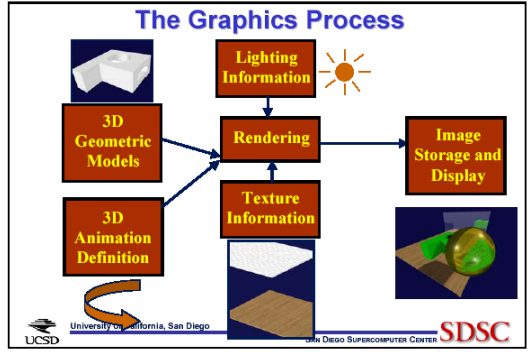 The Graphics Process
Lighting
Information
3D
Geometric
Models
Rendering
Image
Storage and
Display
3D
Animation
Definition
Texture
Information
UCSD
University of California, San Diego
SAN DIEGO SUPERCOMPUTER CENTER
SDSC